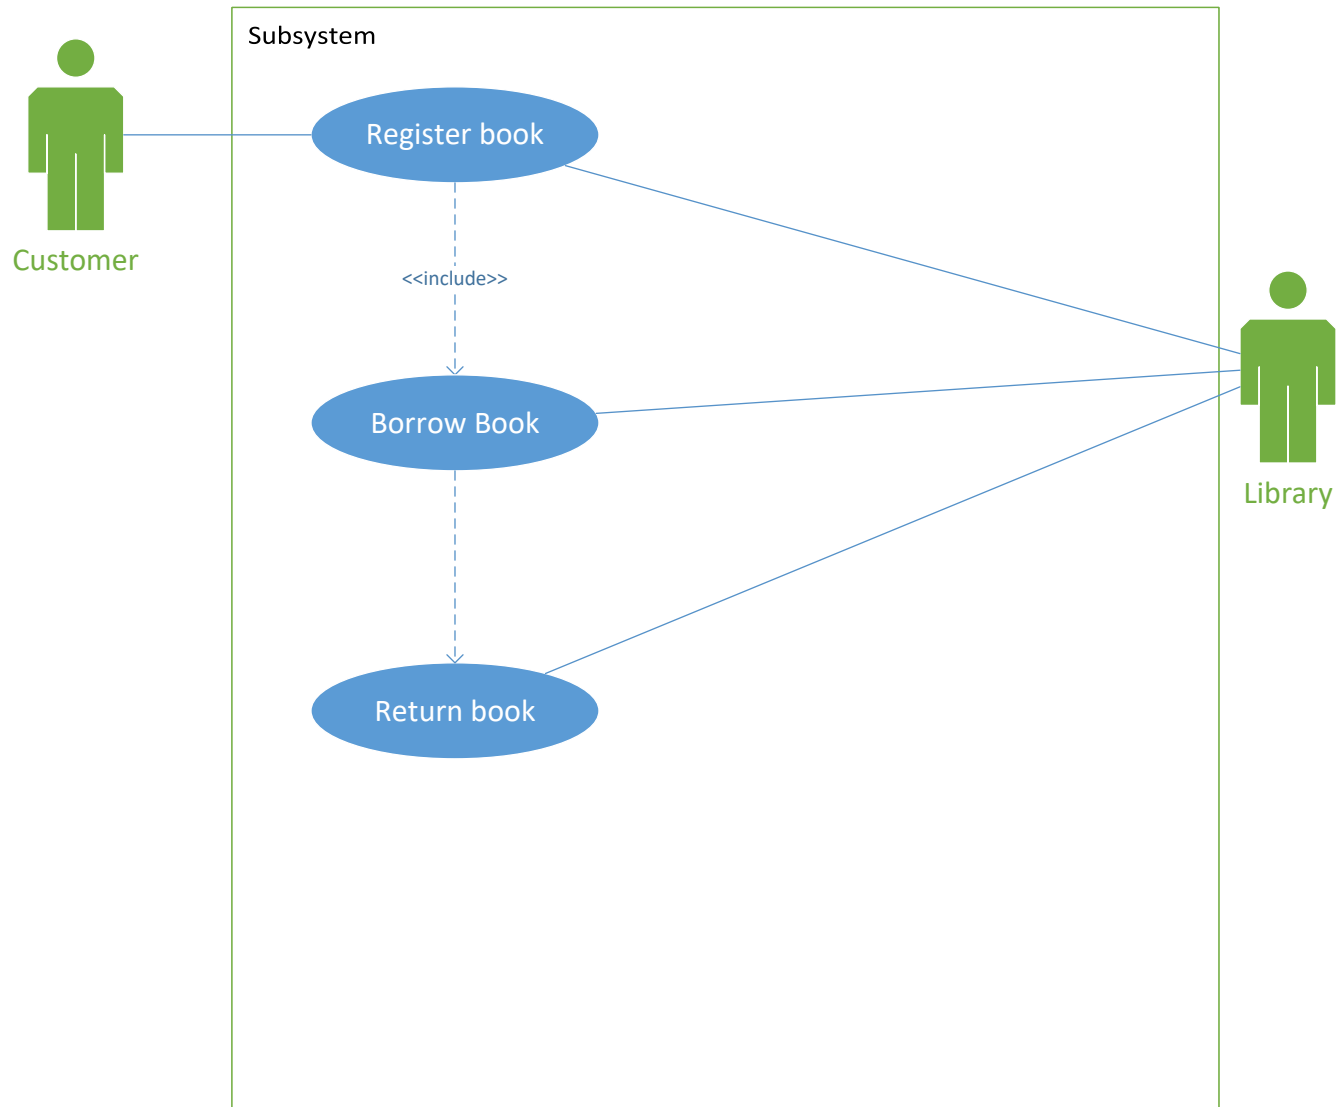 Subsystem
Register book
Customer
<<include>>
Borrow Book
Library
Return book